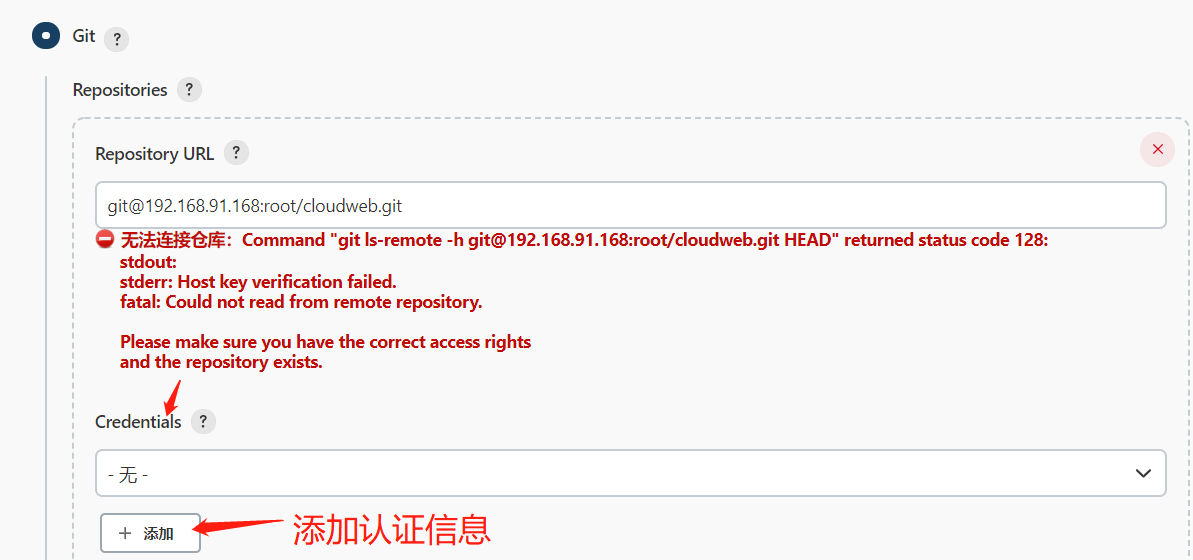 Git ?
Repositories ?
Repository URL ?
git@192.168.91.168:root/cloudweb.git
无法连接仓库：Command "git ls-remote -h git@192.168.91.168:root/cloudweb.git HEAD" returned status code 128:
stdout:
stderr: Host key verification failed.
fatal: Could not read from remote repository.
Please make sure you have the correct access rights
and the repository exists.
Credentials ?
- 无 -
+ 添加
添加认证信息